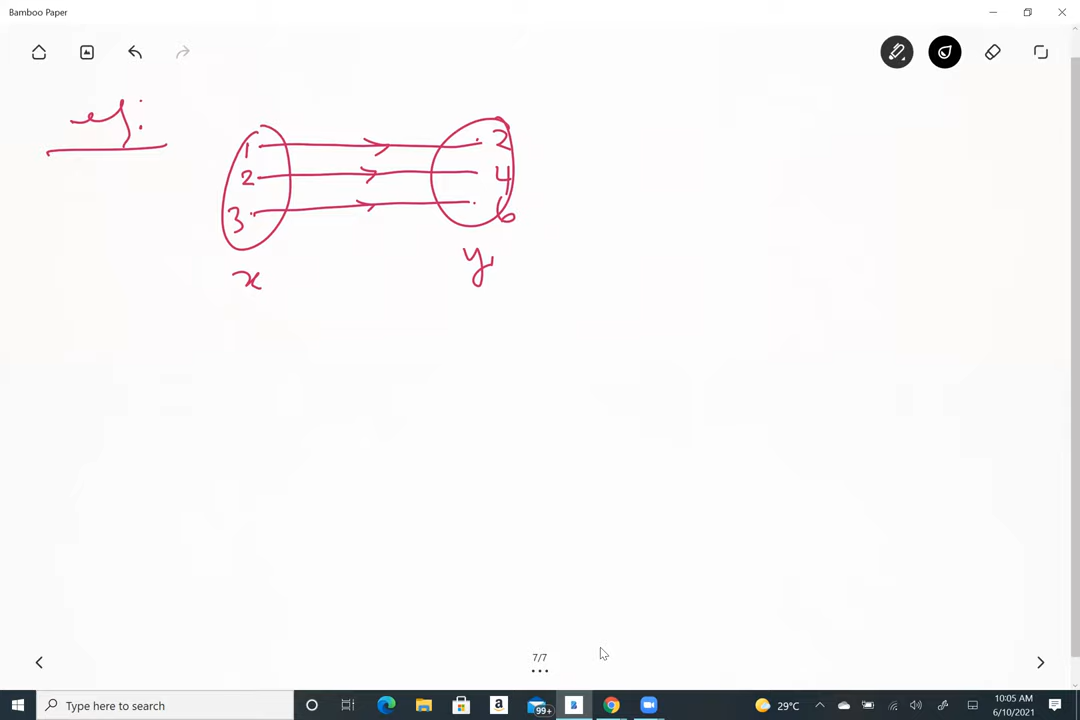 Bamboo Paper
eg:
1 2
2 4
3 6
x y
7/7
Type here to search
99+
29°C
10:05 AM
6/10/2021